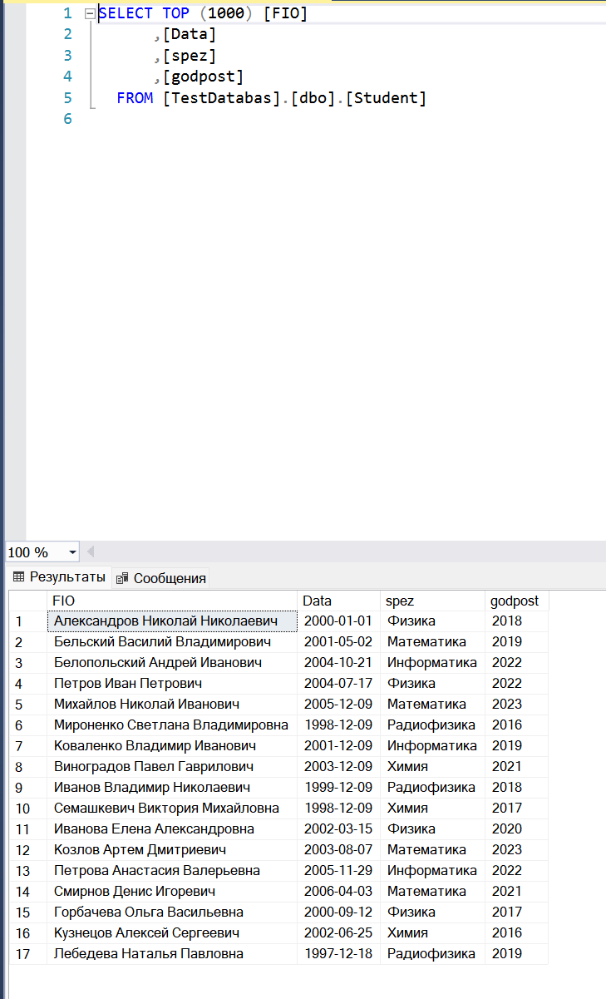 1 SELECT TOP (1000) [FIO]
2 ,[Data]
3 ,[spez]
4 ,[godpost]
5 FROM [TestDatabas].[dbo].[Student]
6
100 %
Результаты Сообщения
FIO Data spez godpost
1 Александров Николай Николаевич 2000-01-01 Физика 2018
2 Бельский Василий Владимирович 2001-05-02 Математика 2019
3 Белопольский Андрей Иванович 2004-10-21 Информатика 2022
4 Петров Иван Петрович 2004-07-17 Физика 2022
5 Михайлов Николай Иванович 2005-12-09 Математика 2023
6 Мироненко Светлана Владимировна 1998-12-09 Радиофизика 2016
7 Коваленко Владимир Иванович 2001-12-09 Информатика 2019
8 Виноградов Павел Гаврилович 2003-12-09 Химия 2021
9 Иванов Владимир Николаевич 1999-12-09 Радиофизика 2018
10 Семашкевич Виктория Михайловна 1998-12-09 Химия 2017
11 Иванова Елена Александровна 2002-03-15 Физика 2020
12 Козлов Артем Дмитриевич 2003-08-07 Математика 2023
13 Петрова Анастасия Валерьевна 2005-11-29 Информатика 2022
14 Смирнов Денис Игоревич 2006-04-03 Математика 2021
15 Горбачева Ольга Васильевна 2000-09-12 Физика 2017
16 Кузнецов Алексей Сергеевич 2002-06-25 Химия 2016
17 Лебедева Наталья Павловна 1997-12-18 Радиофизика 2019